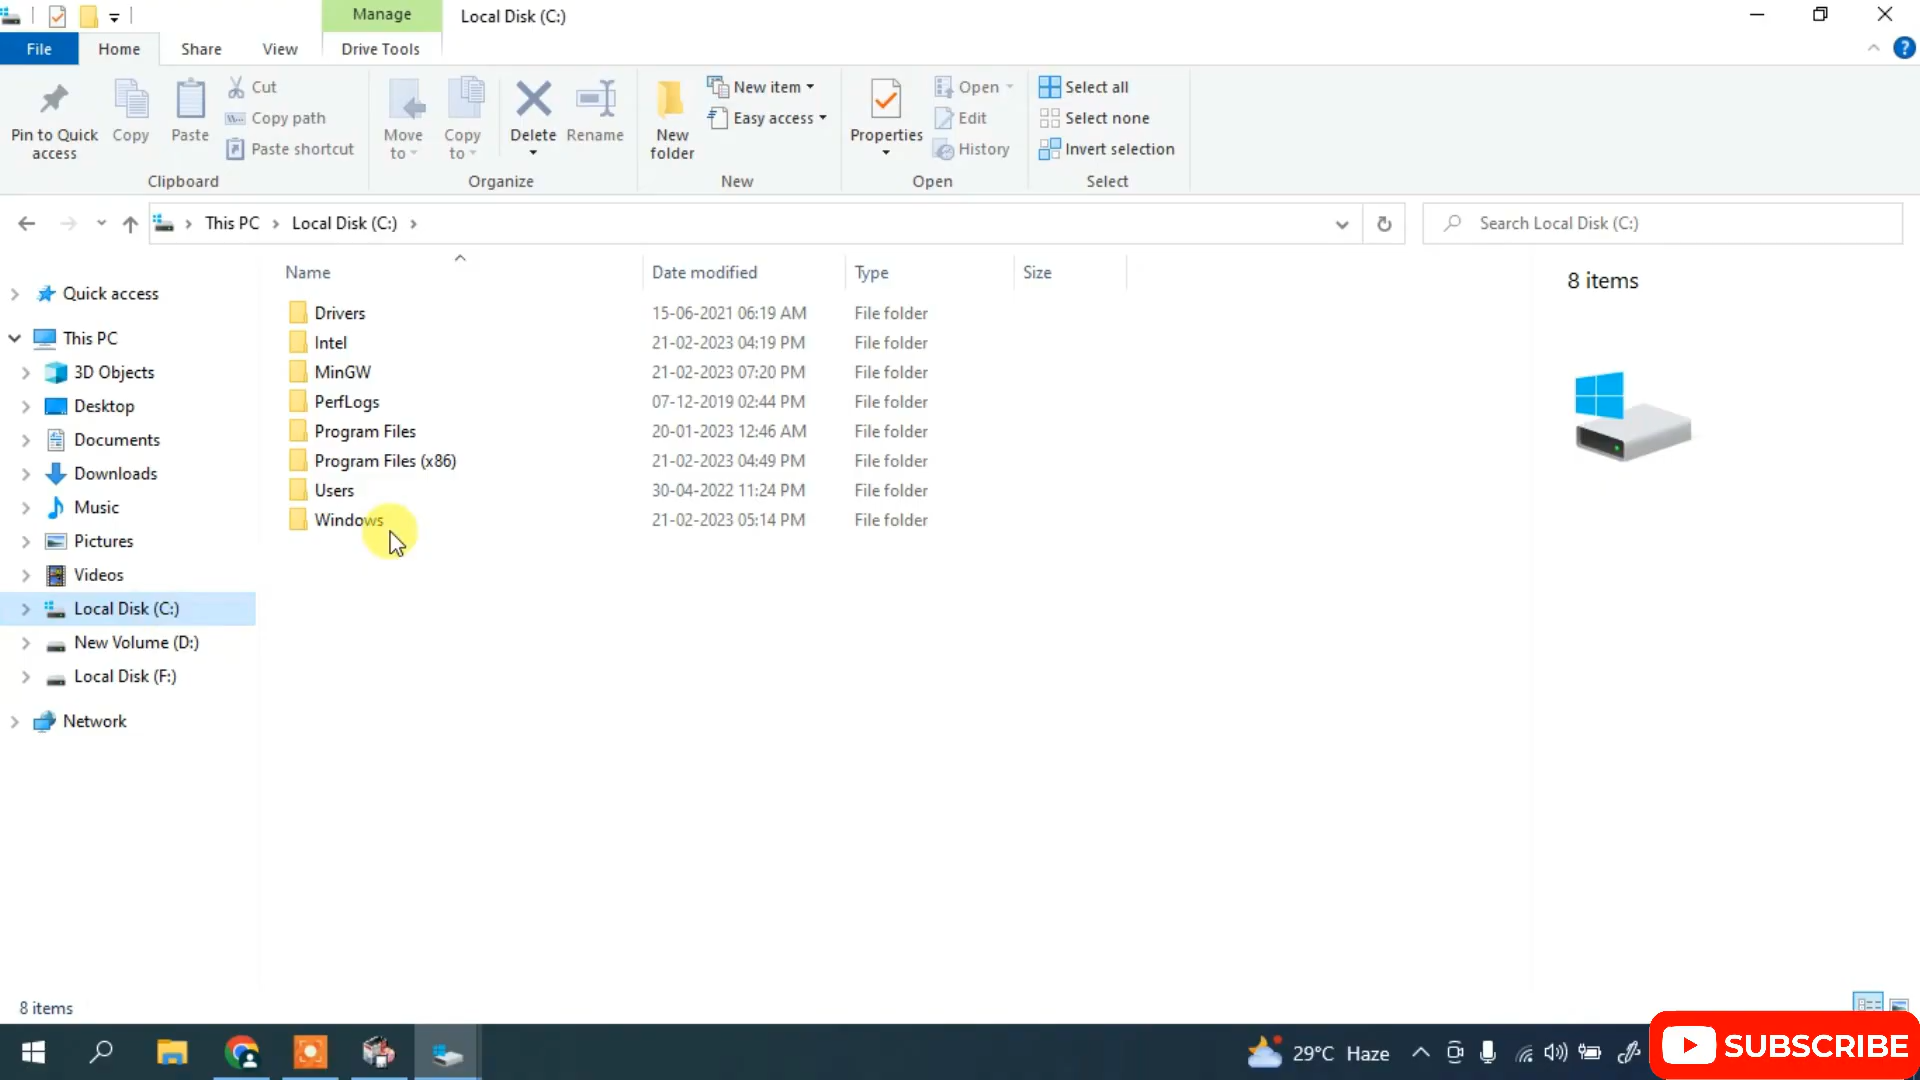 Manage
Local Disk (C:)
File
Home
Share
View
Drive Tools
Pin to Quick access
Copy
Paste
Cut
Copy path
Paste shortcut
Clipboard
Move to
Copy to
Delete
Rename
Organize
New folder
New item
Easy access
New
Properties
Open
Edit
History
Open
Select all
Select none
Invert selection
Select
This PC
Local Disk (C:)
Search Local Disk (C:)
Name
Date modified
Type
Size
Drivers 15-06-2021 06:19 AM File folder
Intel 21-02-2023 04:19 PM File folder
MinGW 21-02-2023 07:20 PM File folder
PerfLogs 07-12-2019 02:44 PM File folder
Program Files 20-01-2023 12:46 AM File folder
Program Files (x86) 21-02-2023 04:49 PM File folder
Users 30-04-2022 11:24 PM File folder
Windows 21-02-2023 05:14 PM File folder
Quick access
This PC
3D Objects
Desktop
Documents
Downloads
Music
Pictures
Videos
Local Disk (C:)
New Volume (D:)
Local Disk (F:)
Network
8 items
8 items
29°C Haze
SUBSCRIBE